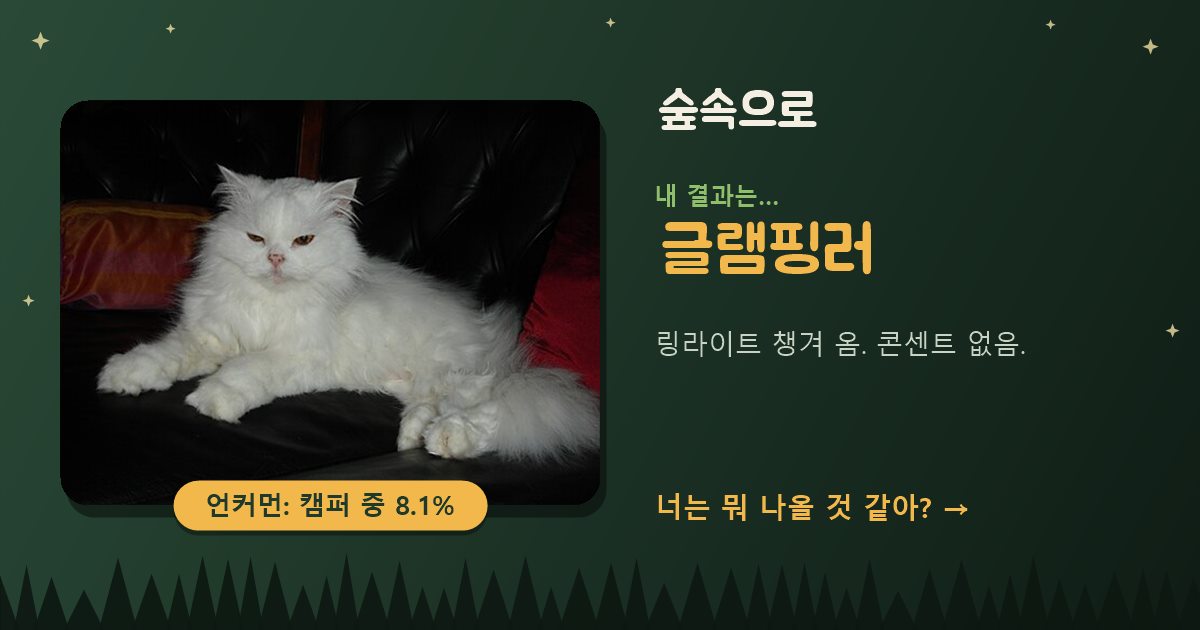 숲속으로
내 결과는...
글램핑러
링라이트 챙겨 옴. 콘센트 없음.
언커먼: 캠퍼 중 8.1%
너는 뭐 나올 것 같아? →